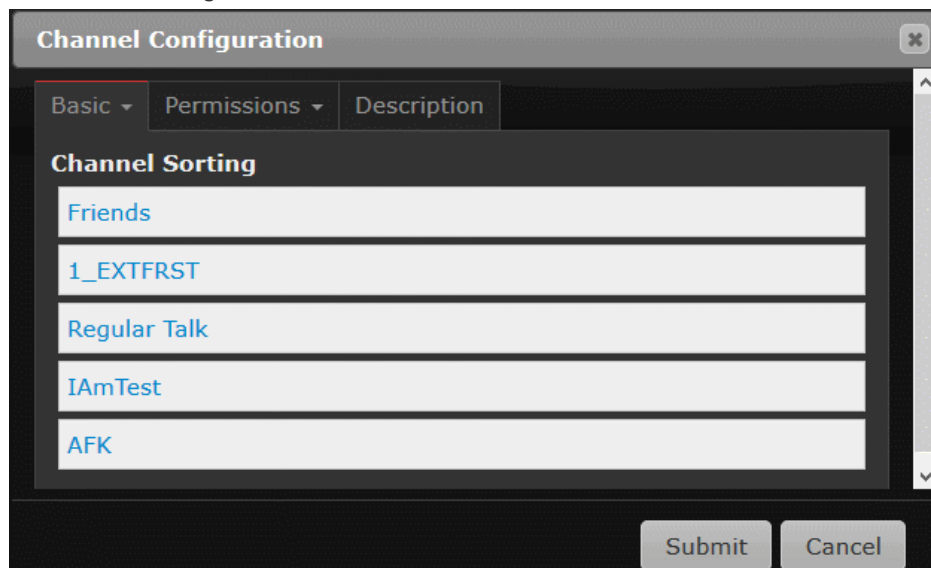 Channel Configuration
Basic Permissions Description
Channel Sorting
Friends
1_EXTFRST
Regular Talk
IAmTest
AFK
Submit Cancel